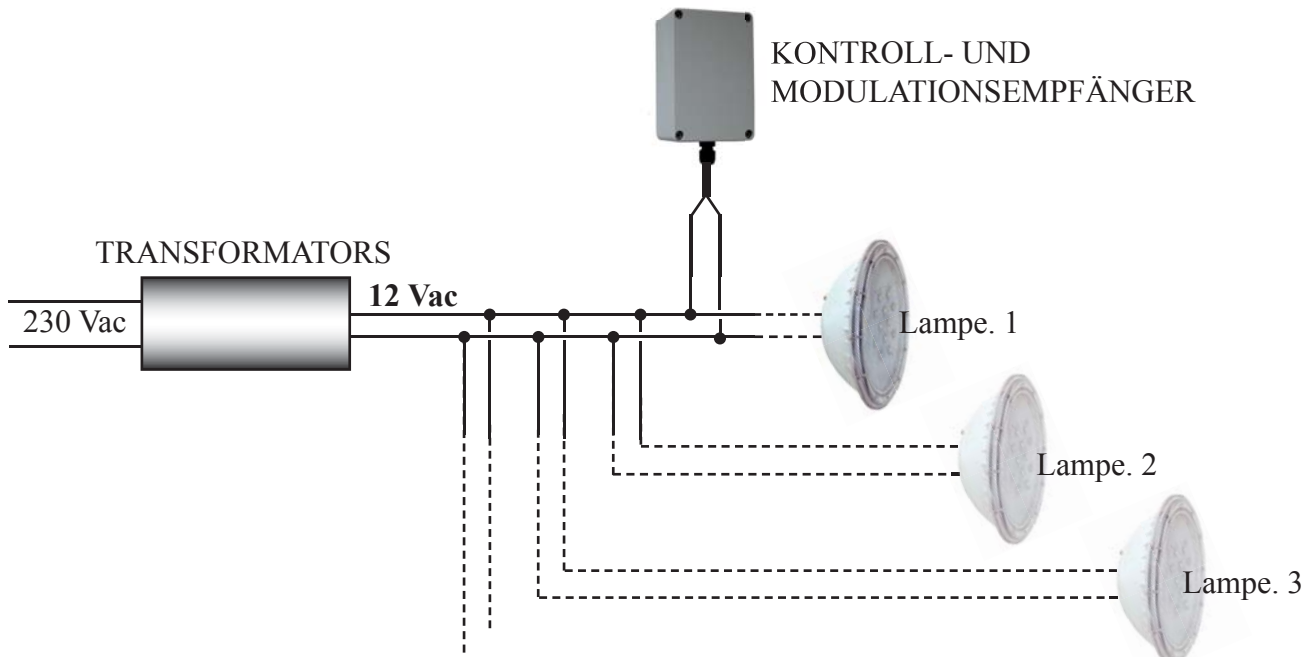 KONTROLL- UND
MODULATIONSEMPFÄNGER
TRANSFORMATORS
12 Vac
230 Vac
Lampe. 1
Lampe. 2
Lampe. 3